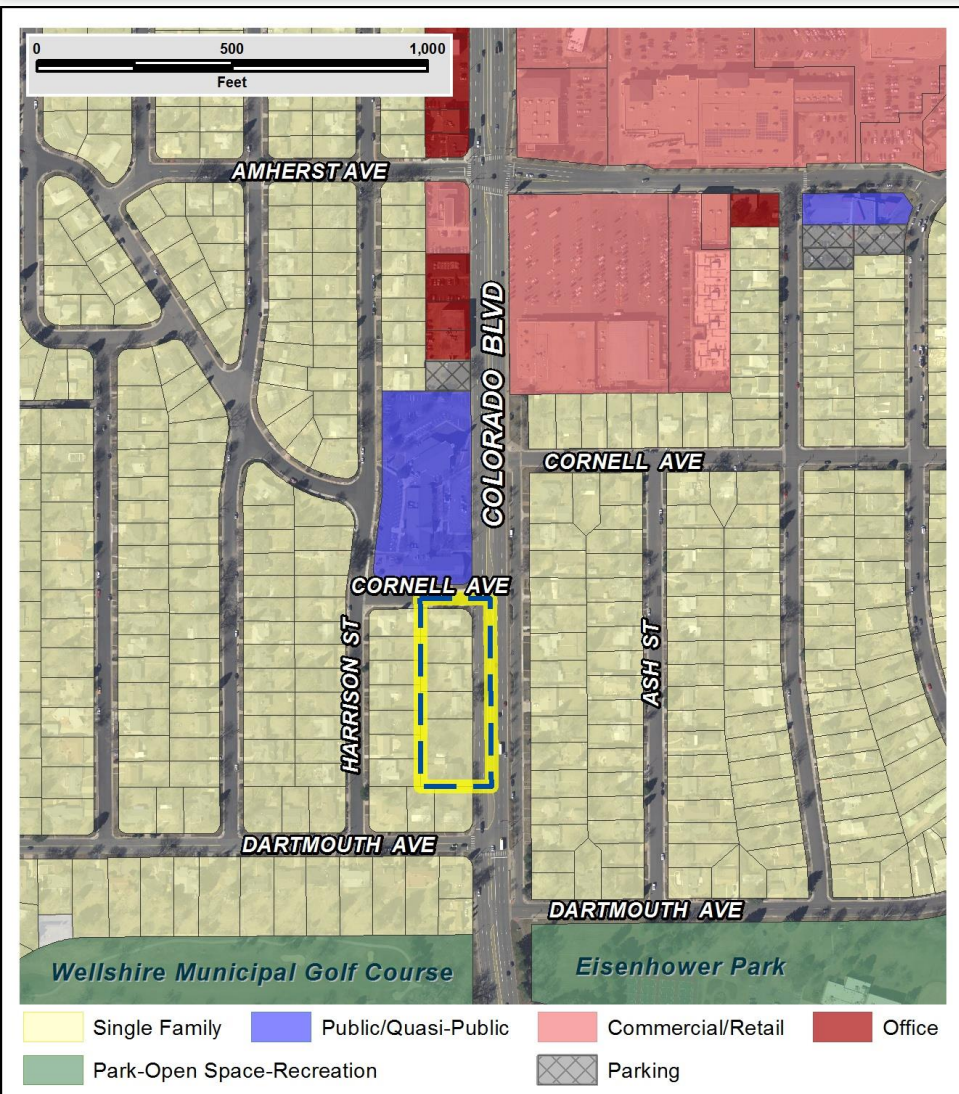 0 500 1,000
Feet
AMHERST AVE
COLORADO BLVD
CORNELL AVE
CORNELL AVE
HARRISON ST
ASH ST
DARTMOUTH AVE
DARTMOUTH AVE
Wellshire Municipal Golf Course
Eisenhower Park
Single Family
Public/Quasi-Public
Commercial/Retail
Office
Park-Open Space-Recreation
Parking